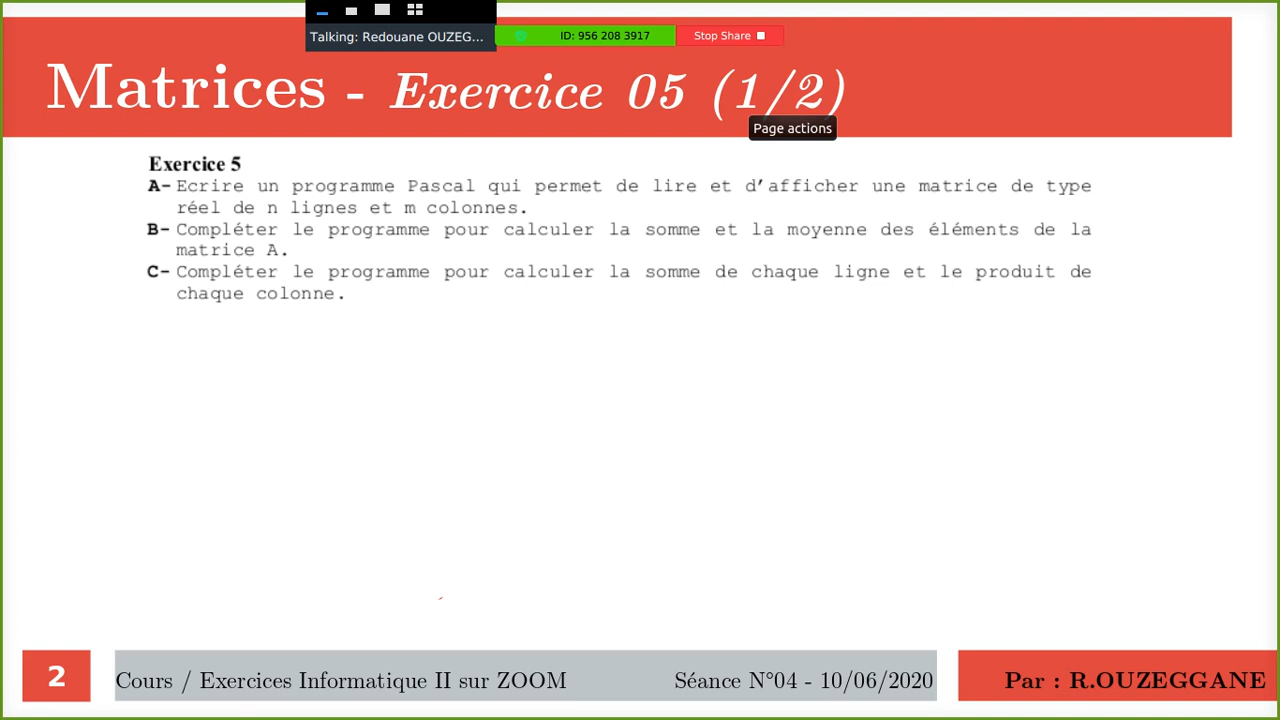 Talking: Redouane OUZEG...
ID: 956 208 3917
Stop Share
Matrices - Exercice 05 (1/2)
Page actions
Exercice 5
A- Ecrire un programme Pascal qui permet de lire et d'afficher une matrice de type
réel de n lignes et m colonnes.
B- Compléter le programme pour calculer la somme et la moyenne des éléments de la
matrice A.
C- Compléter le programme pour calculer la somme de chaque ligne et le produit de
chaque colonne.
2
Cours / Exercices Informatique II sur ZOOM
Séance N°04 - 10/06/2020
Par : R.OUZEGGANE